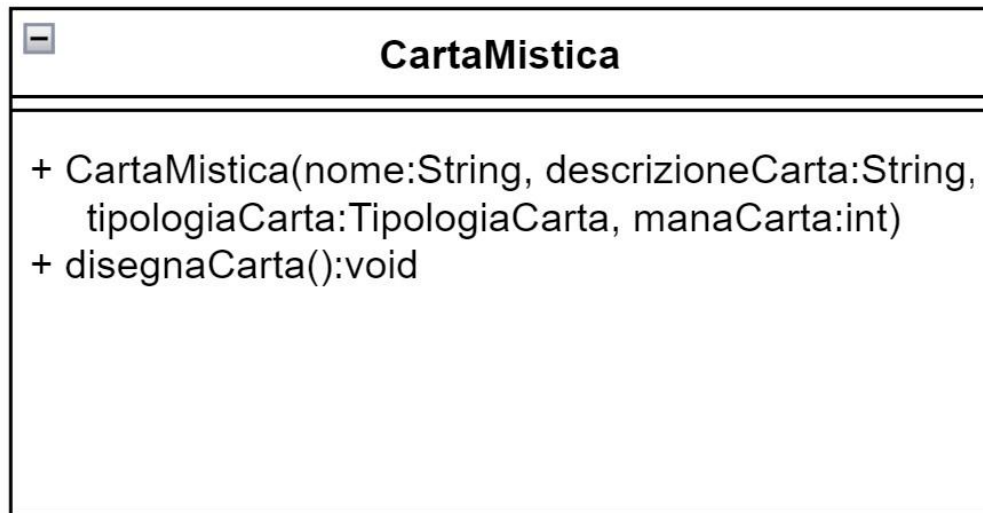 CartaMistica
+ CartaMistica(nome:String, descrizioneCarta:String,
tipologiaCarta:TipologiaCarta, manaCarta:int)
+ disegnaCarta():void